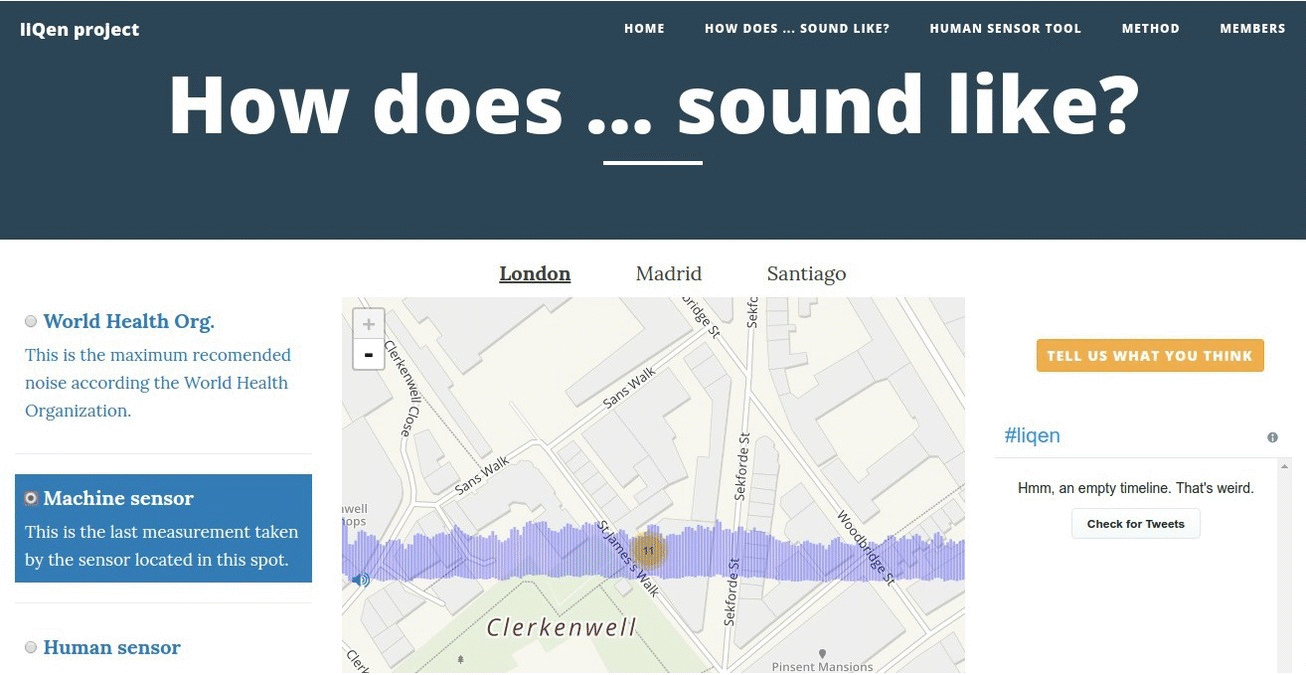 liQen project
HOME
HOW DOES ... SOUND LIKE?
HUMAN SENSOR TOOL
METHOD
MEMBERS
How does ... sound like?
London
Madrid
Santiago
World Health Org.
This is the maximum recomended
noise according the World Health
Organization.
Machine sensor
This is the last measurement taken
by the sensor located in this spot.
Human sensor
+
-
Clerkenwell Close
Sans Walk
Sans Walk
bridge St
Sekfo
Sekforde St
Sekforde St
St James's Walk
Woodbridge St
nwell
hops
11
Clerkenwell
Clerk
Pinsent Mansions
TELL US WHAT YOU THINK
#liqen
Hmm, an empty timeline. That's weird.
Check for Tweets